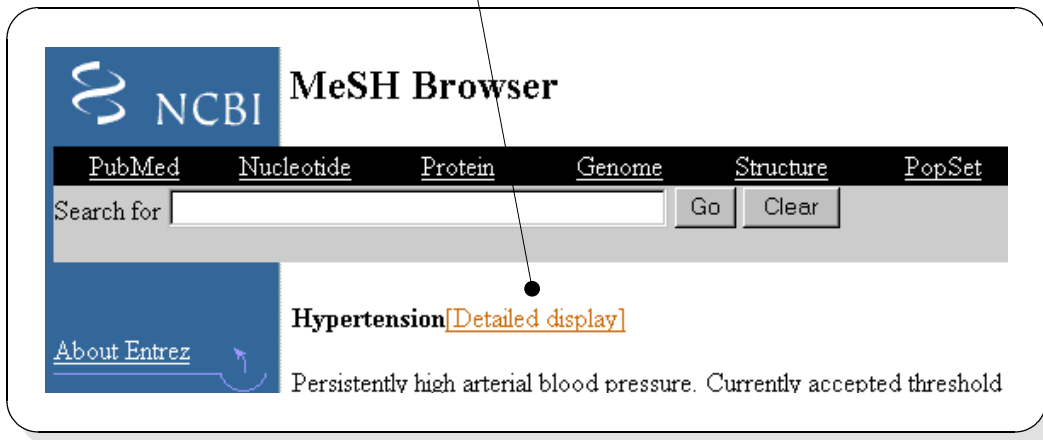 NCBI
MeSH Browser
PubMed Nucleotide Protein Genome Structure PopSet
Search for Go Clear
Hypertension[Detailed display]
About Entrez
Persistently high arterial blood pressure. Currently accepted threshold